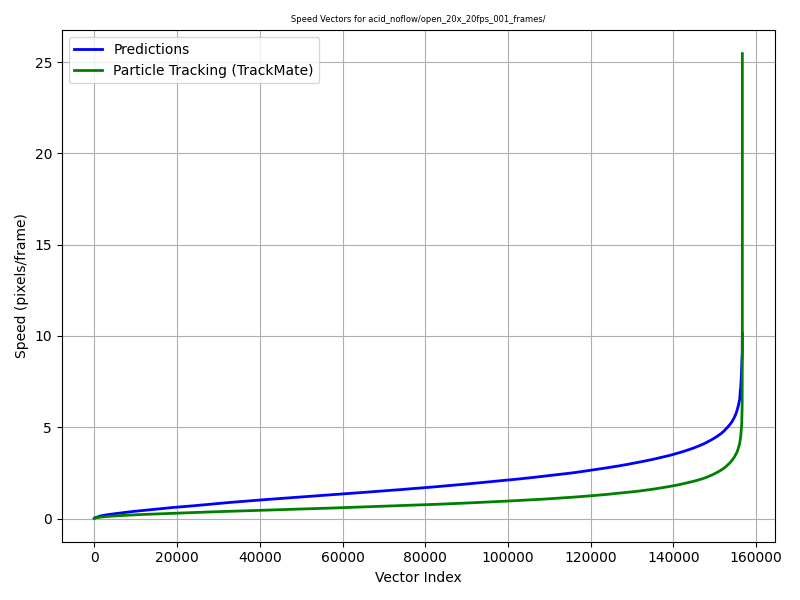 Speed Vectors for acid_noflow/open_20x_20fps_001_frames/
Predictions
Particle Tracking (TrackMate)
Speed (pixels/frame)
25
20
15
10
5
0
0 20000 40000 60000 80000 100000 120000 140000 160000
Vector Index